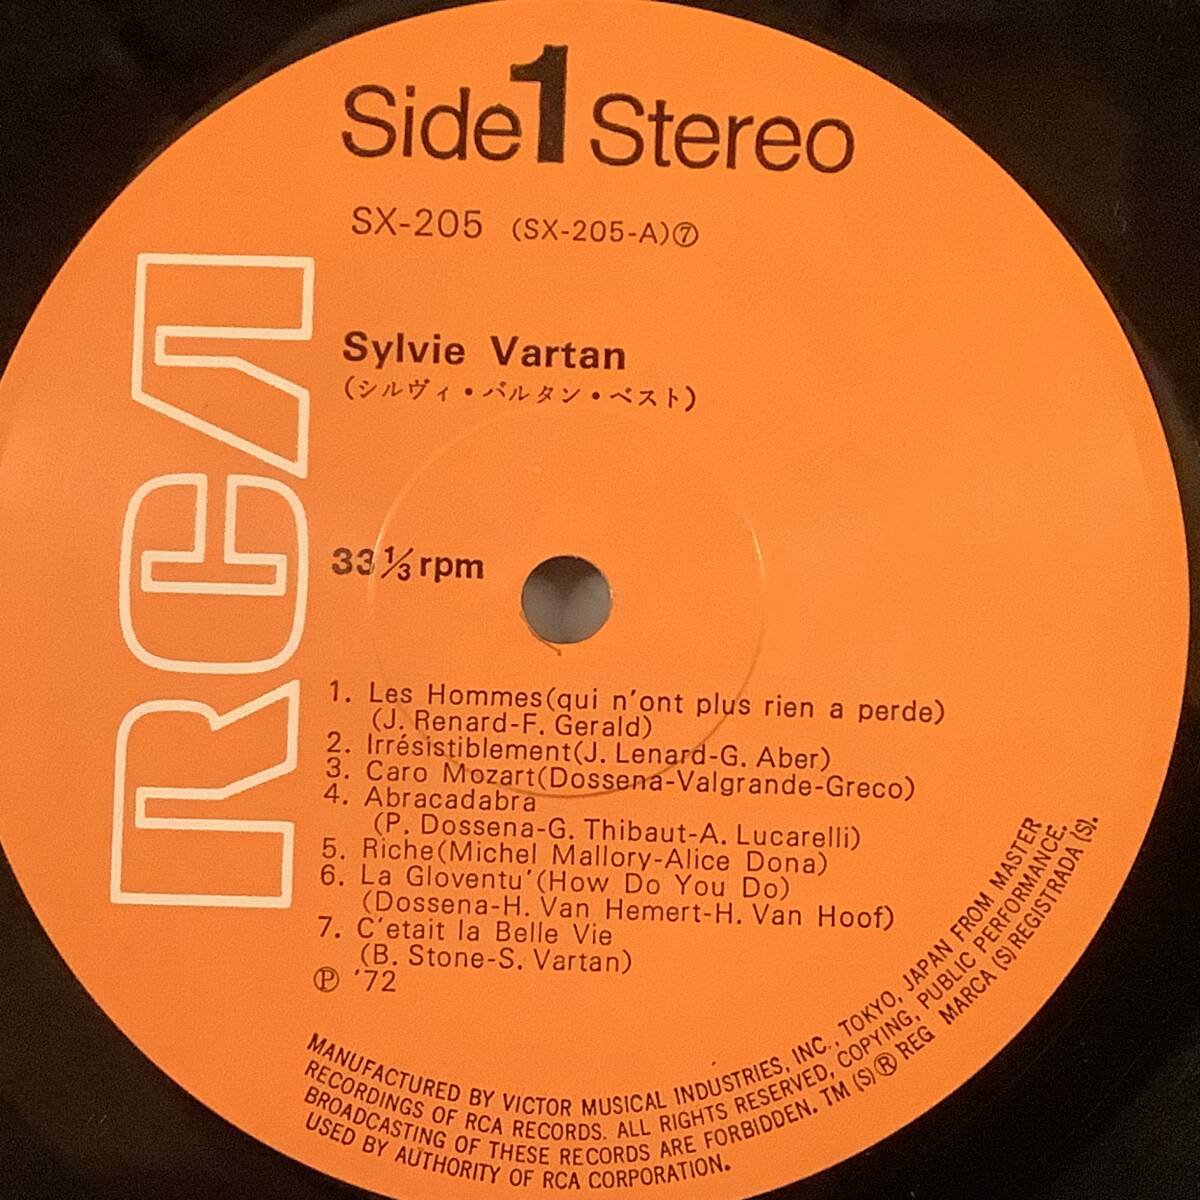 Side 1 Stereo
SX-205 (SX-205-A)⑦
RCA
Sylvie Vartan
(シルヴィ・バルタン・ベスト)
33 1/3 rpm
1. Les Hommes(qui n'ont plus rien a perde)
(J. Renard-F. Gerald)
2. Irrésistiblement(J. Lenard-G. Aber)
3. Caro Mozart(Dossena-Valgrande-Greco)
4. Abracadabra
(P. Dossena-G. Thibaut-A. Lucarelli)
5. Riche(Michel Mallory-Alice Dona)
6. La Gloventu'(How Do You Do)
(Dossena-H. Van Hemert-H. Van Hoof)
7. C'etait la Belle Vie
(B. Stone-S. Vartan)
℗ '72
MANUFACTURED BY VICTOR MUSICAL INDUSTRIES, INC., TOKYO, JAPAN FROM MASTER
RECORDINGS OF RCA RECORDS. ALL RIGHTS RESERVED, COPYING, PUBLIC PERFORMANCE,
BROADCASTING OF THESE RECORDS ARE FORBIDDEN. TM (S) ® REG MARCA (S) REGISTRADA (S).
USED BY AUTHORITY OF RCA CORPORATION.